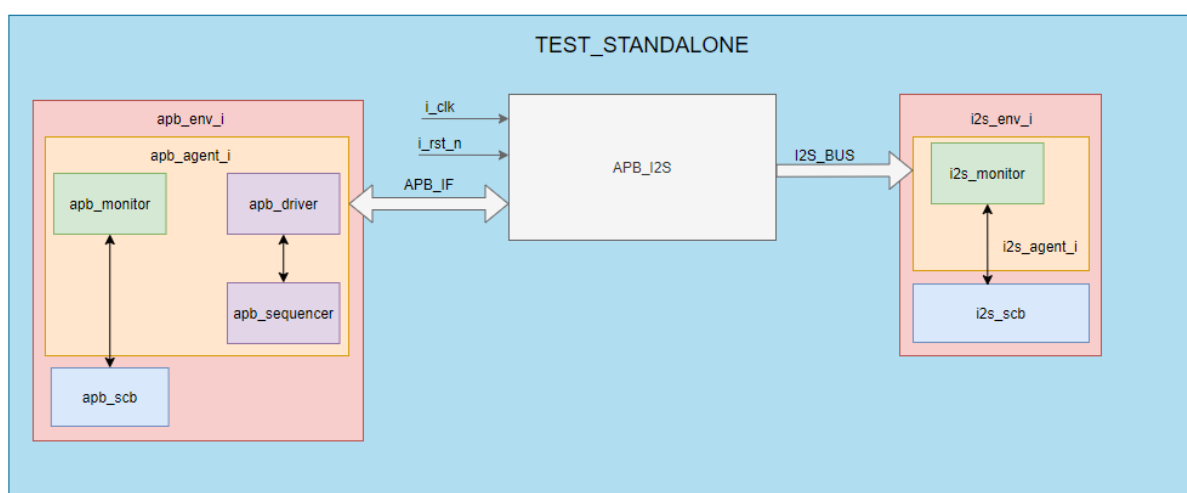 TEST_STANDALONE
apb_env_i
apb_agent_i
apb_monitor
apb_driver
apb_sequencer
apb_scb
i_clk
i_rst_n
APB_IF
APB_I2S
I2S_BUS
i2s_env_i
i2s_monitor
i2s_agent_i
i2s_scb